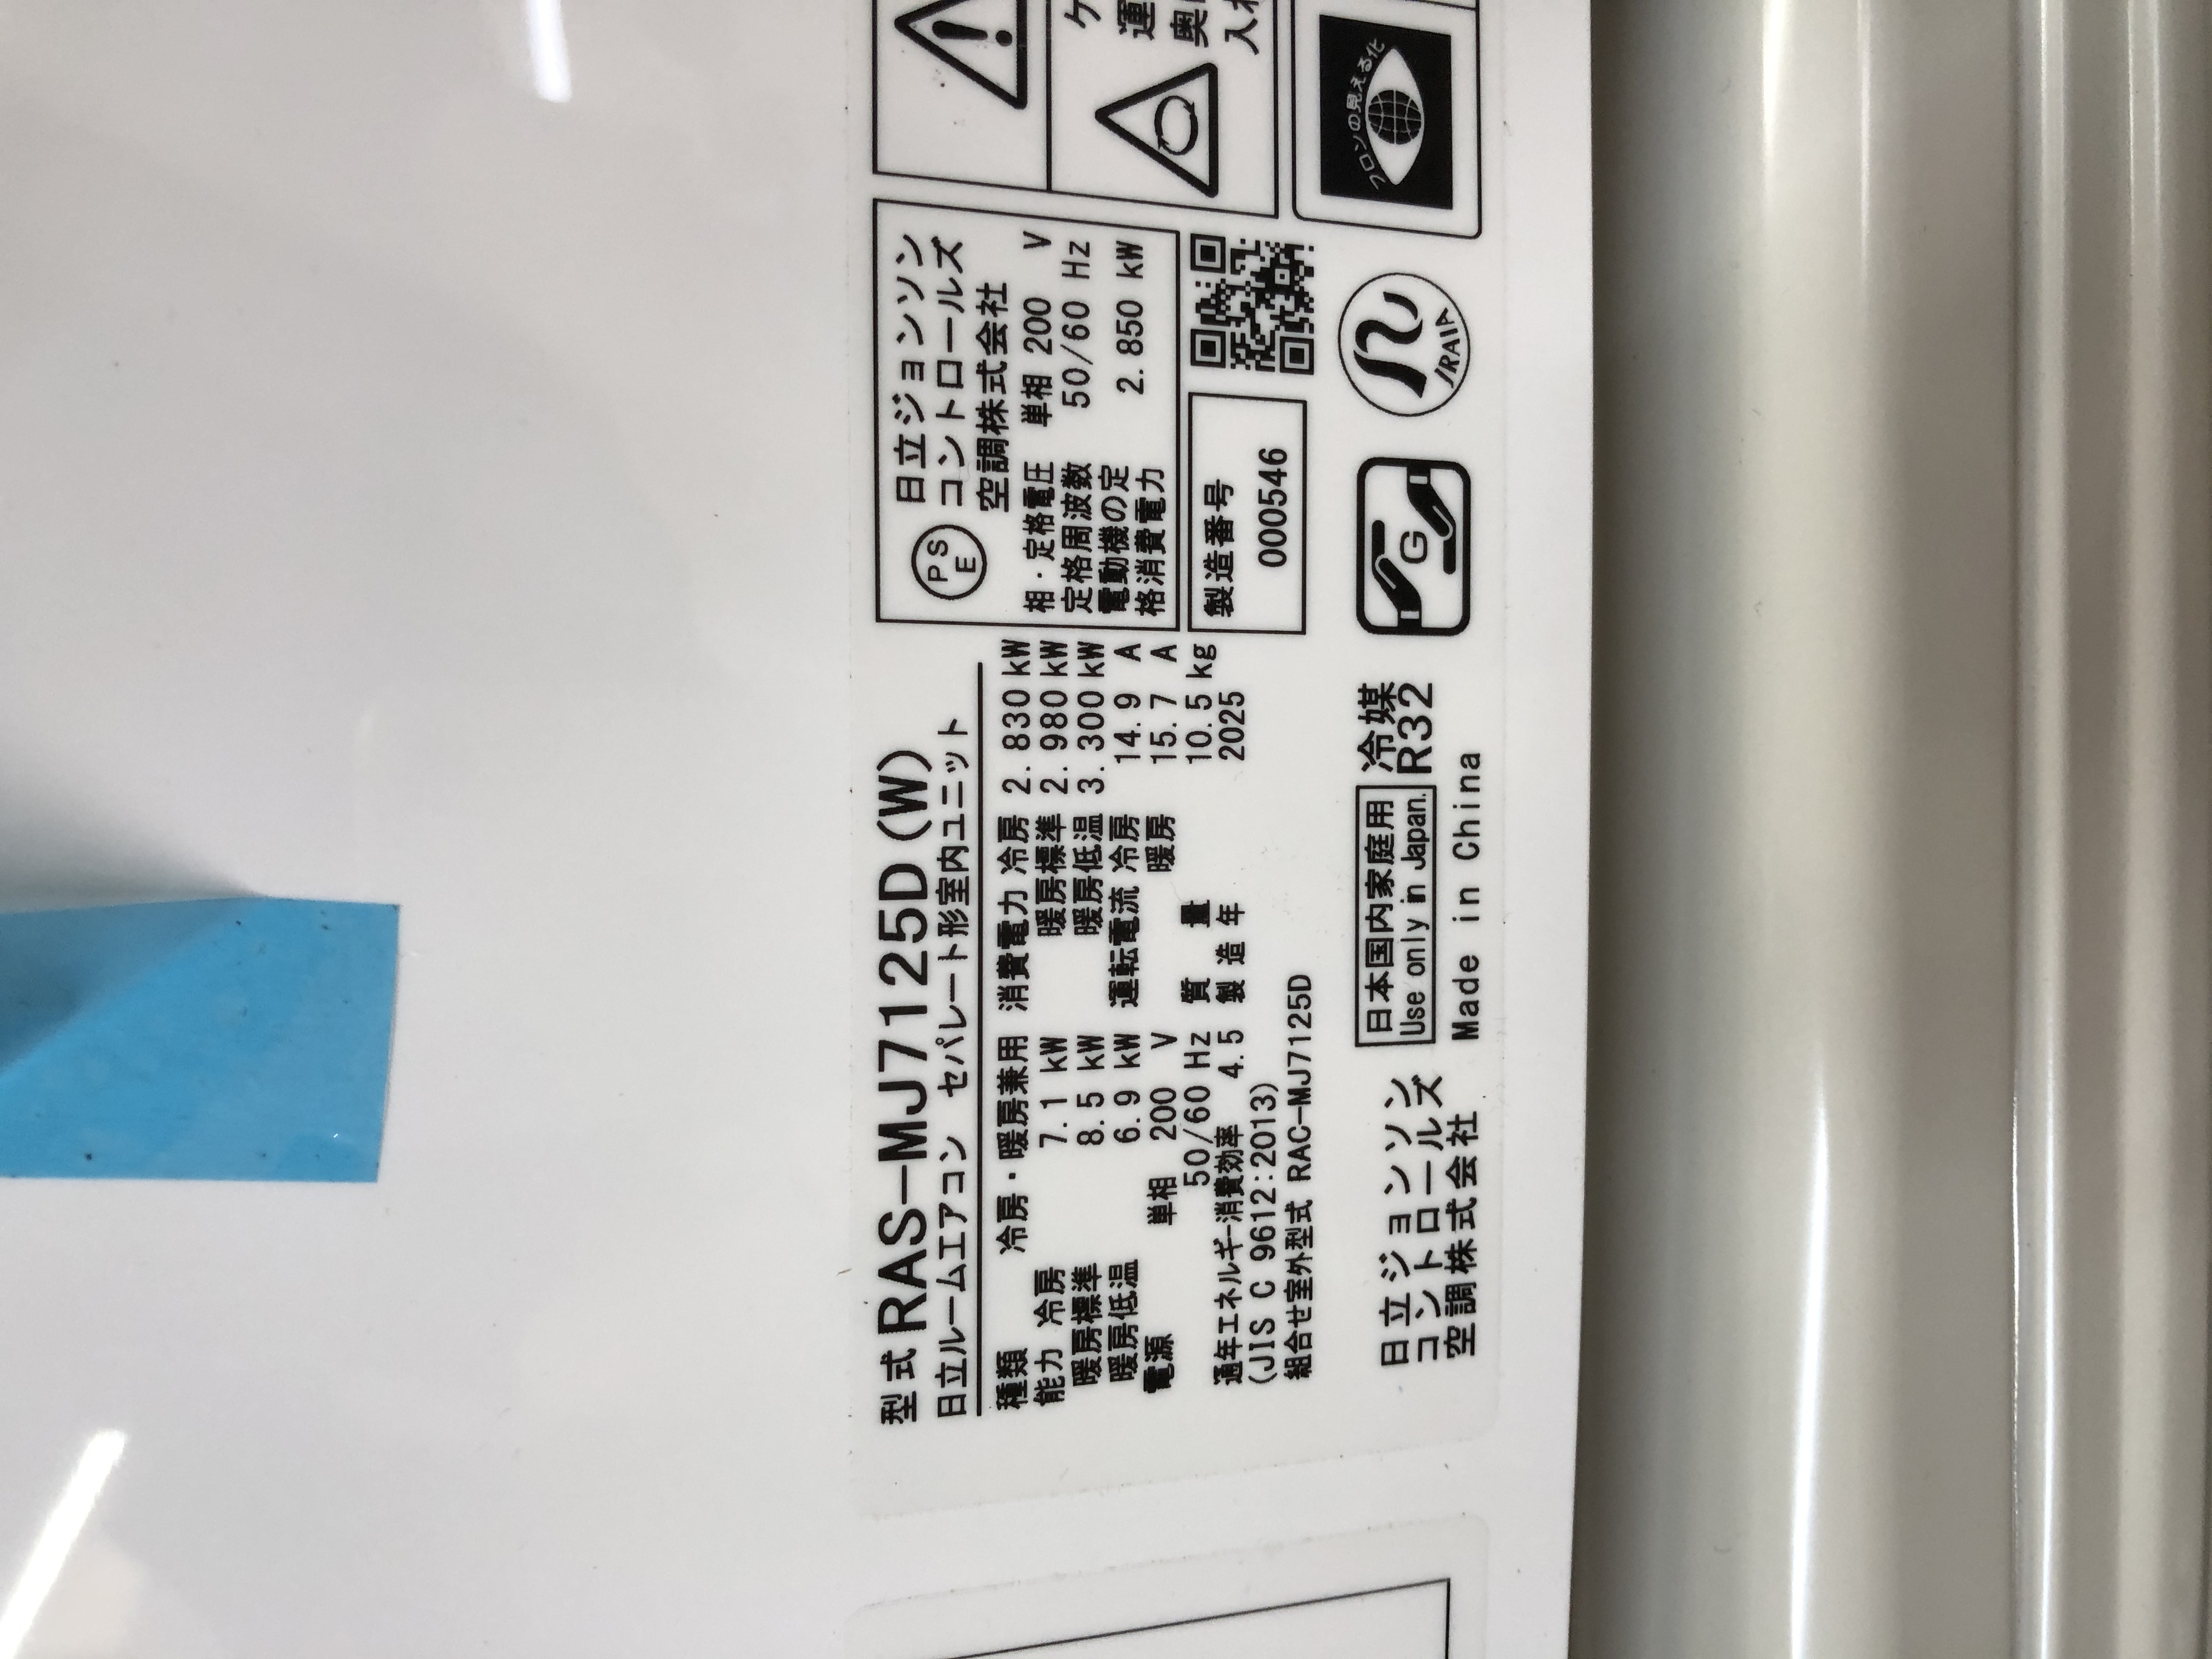 型式 RAS-MJ7125D(W)
日立ルームエアコン セパレート形室内ユニット
種類 冷房・暖房兼用
能力 冷房 7.1 kW
暖房標準 8.5 kW
暖房低温 6.9 kW
電源 単相 200 V
50/60 Hz
通年エネルギー消費効率 4.5
(JIS C 9612:2013)
組合せ室外型式 RAC-MJ7125D
消費電力 冷房 2.830 kW
暖房標準 2.980 kW
暖房低温 3.300 kW
運転電流 冷房 14.9 A
暖房 15.7 A
質量 10.5 kg
製造年 2025
日立ジョンソン
コントロールズ
空調株式会社
日本国内家庭用
Use only in Japan.
冷媒
R32
Made in China
PS
E
日立ジョンソン
コントロールズ
空調株式会社
相・定格電圧 単相 200 V
定格周波数 50/60 Hz
電動機の定
格消費電力 2.850 kW
製造番号
000546
G
JRAIA
ケ
運
奥
入れ
フロンの見える化